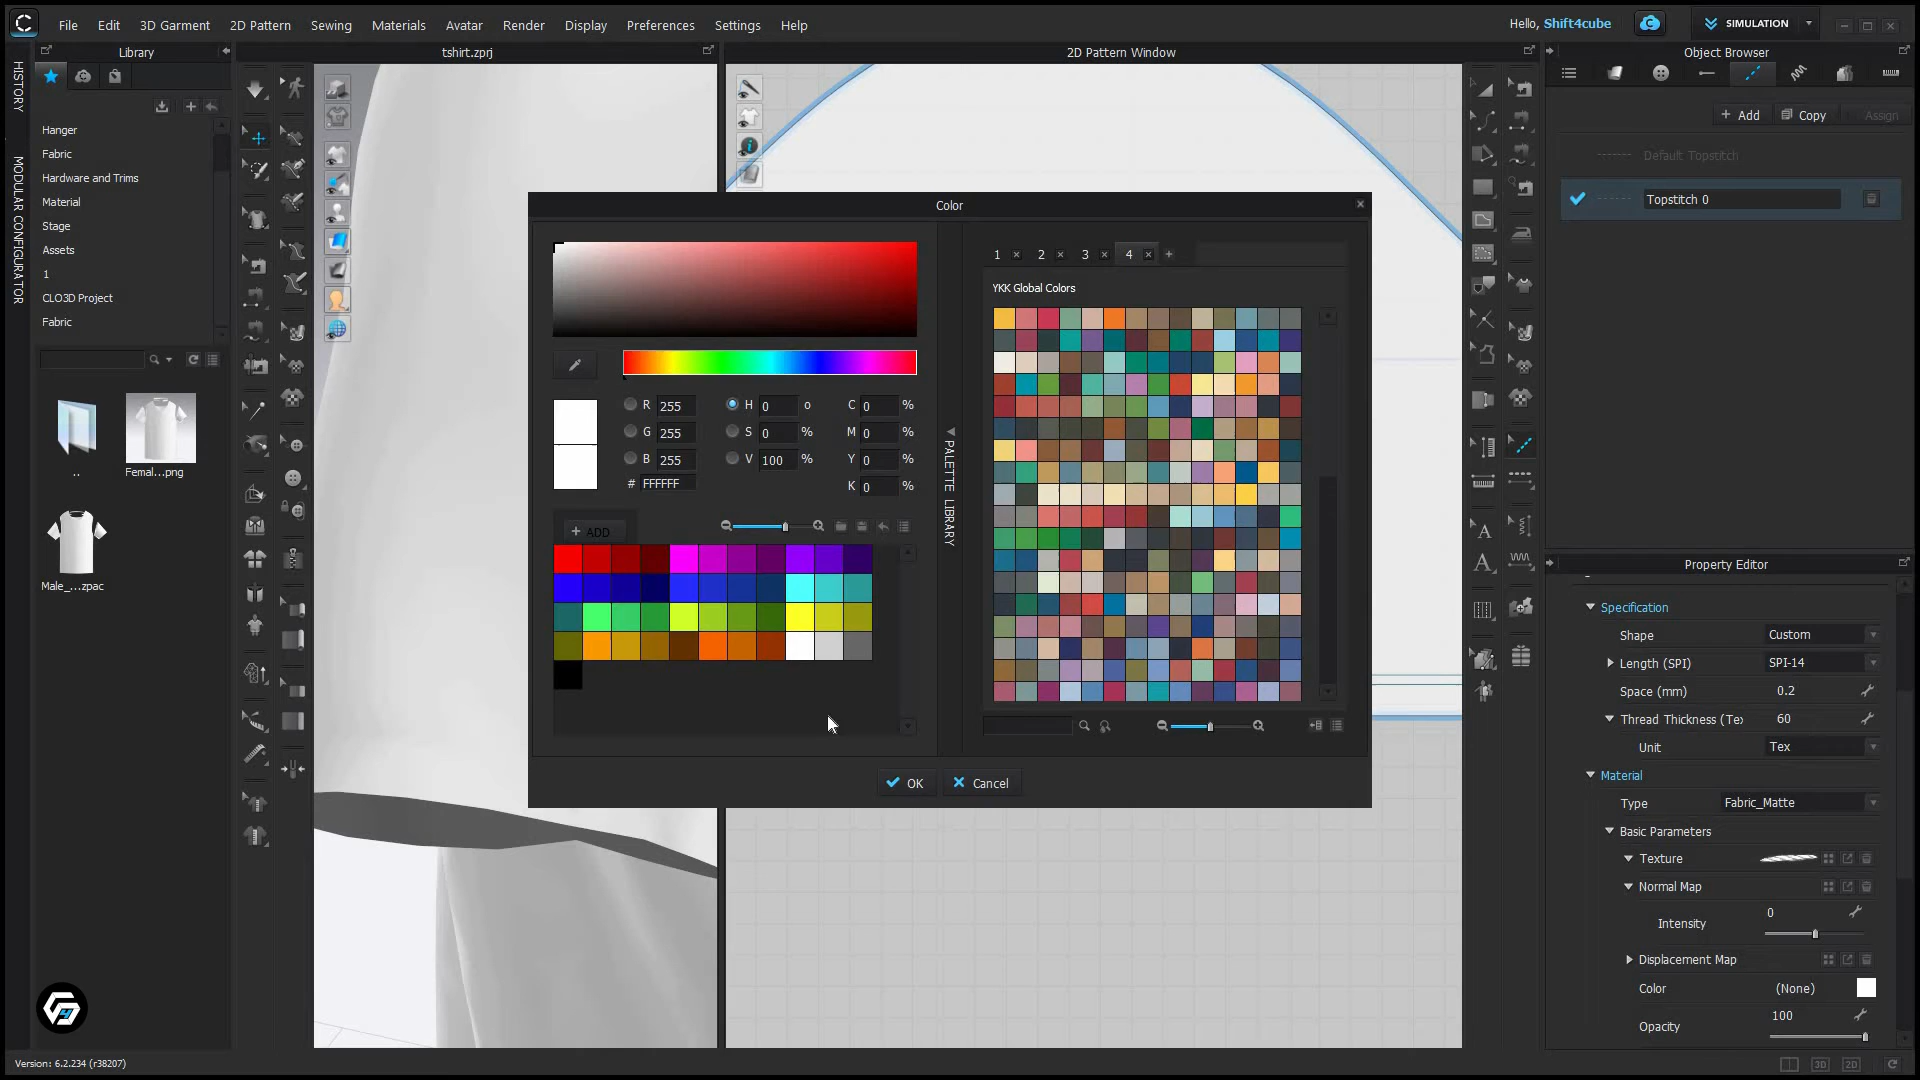 File Edit 3D Garment 2D Pattern Sewing Materials Avatar Render Display Preferences Settings Help
Hello, Shift4cube
SIMULATION
Library
tshirt.zprj
2D Pattern Window
Object Browser
HISTORY
MODULAR CONFIGURATOR
Hanger
Fabric
Hardware and Trims
Material
Stage
Assets
1
CLO3D Project
Fabric
..
Femal...png
Male_...zpac
Color
R 255 H 0 o C 0 %
G 255 S 0 % M 0 %
B 255 V 100 % Y 0 %
# FFFFFF K 0 %
+ ADD
PALETTE LIBRARY
1 2 3 4 +
YKK Global Colors
OK Cancel
+ Add Copy Assign
Default Topstitch
Topstitch 0
Property Editor
Specification
Shape Custom
Length (SPI) SPI-14
Space (mm) 0.2
Thread Thickness (Tex 60
Unit Tex
Material
Type Fabric_Matte
Basic Parameters
Texture
Normal Map
Intensity 0
Displacement Map
Color (None)
Opacity 100
Version: 6.2.234 (r38207)
3D 2D